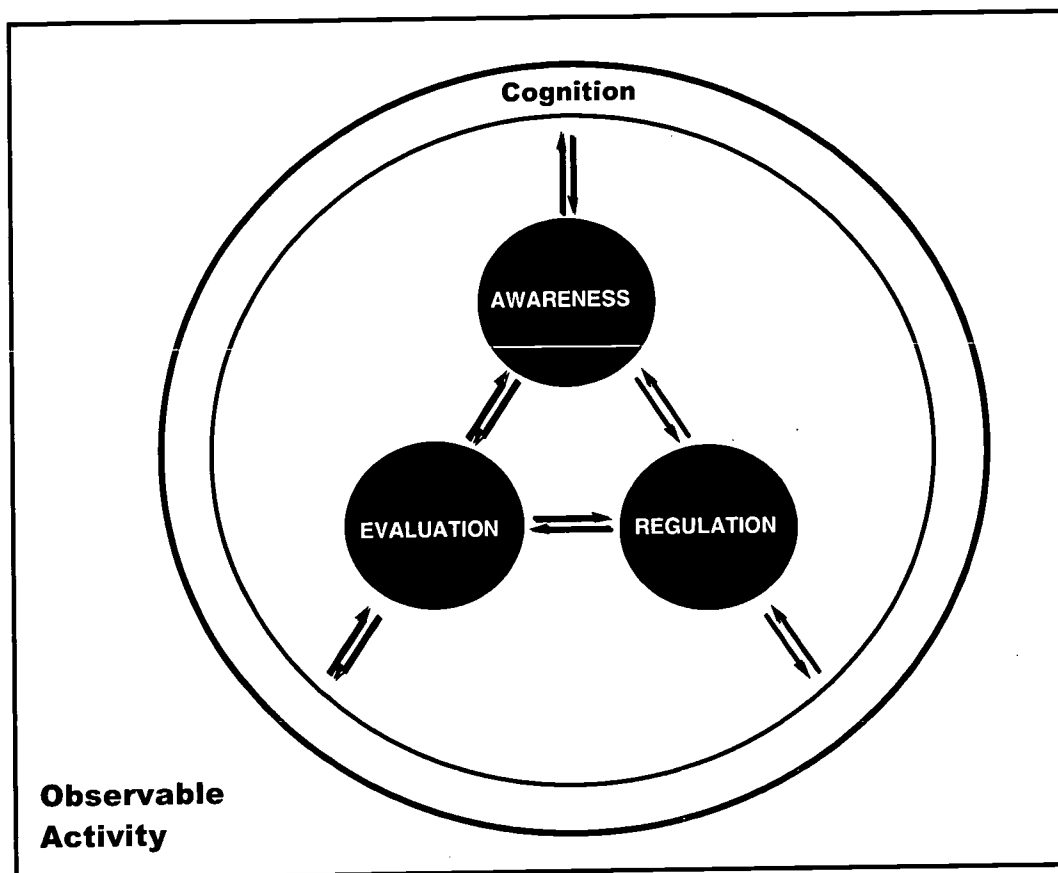 Cognition
AWARENESS
EVALUATION
REGULATION
Observable
Activity